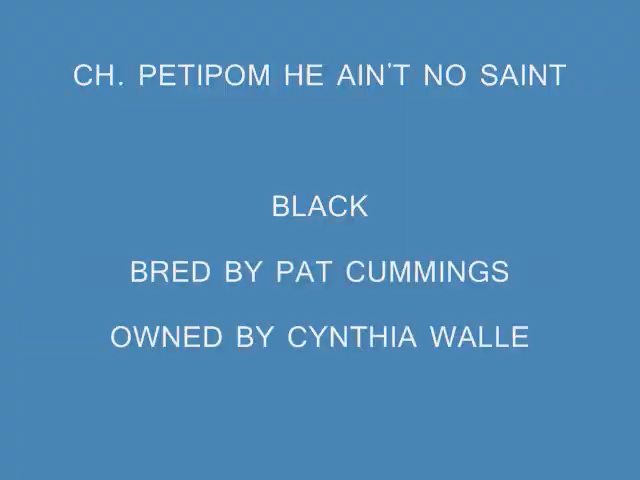 CH. PETIPOM HE AIN'T NO SAINT
BLACK
BRED BY PAT CUMMINGS
OWNED BY CYNTHIA WALLE